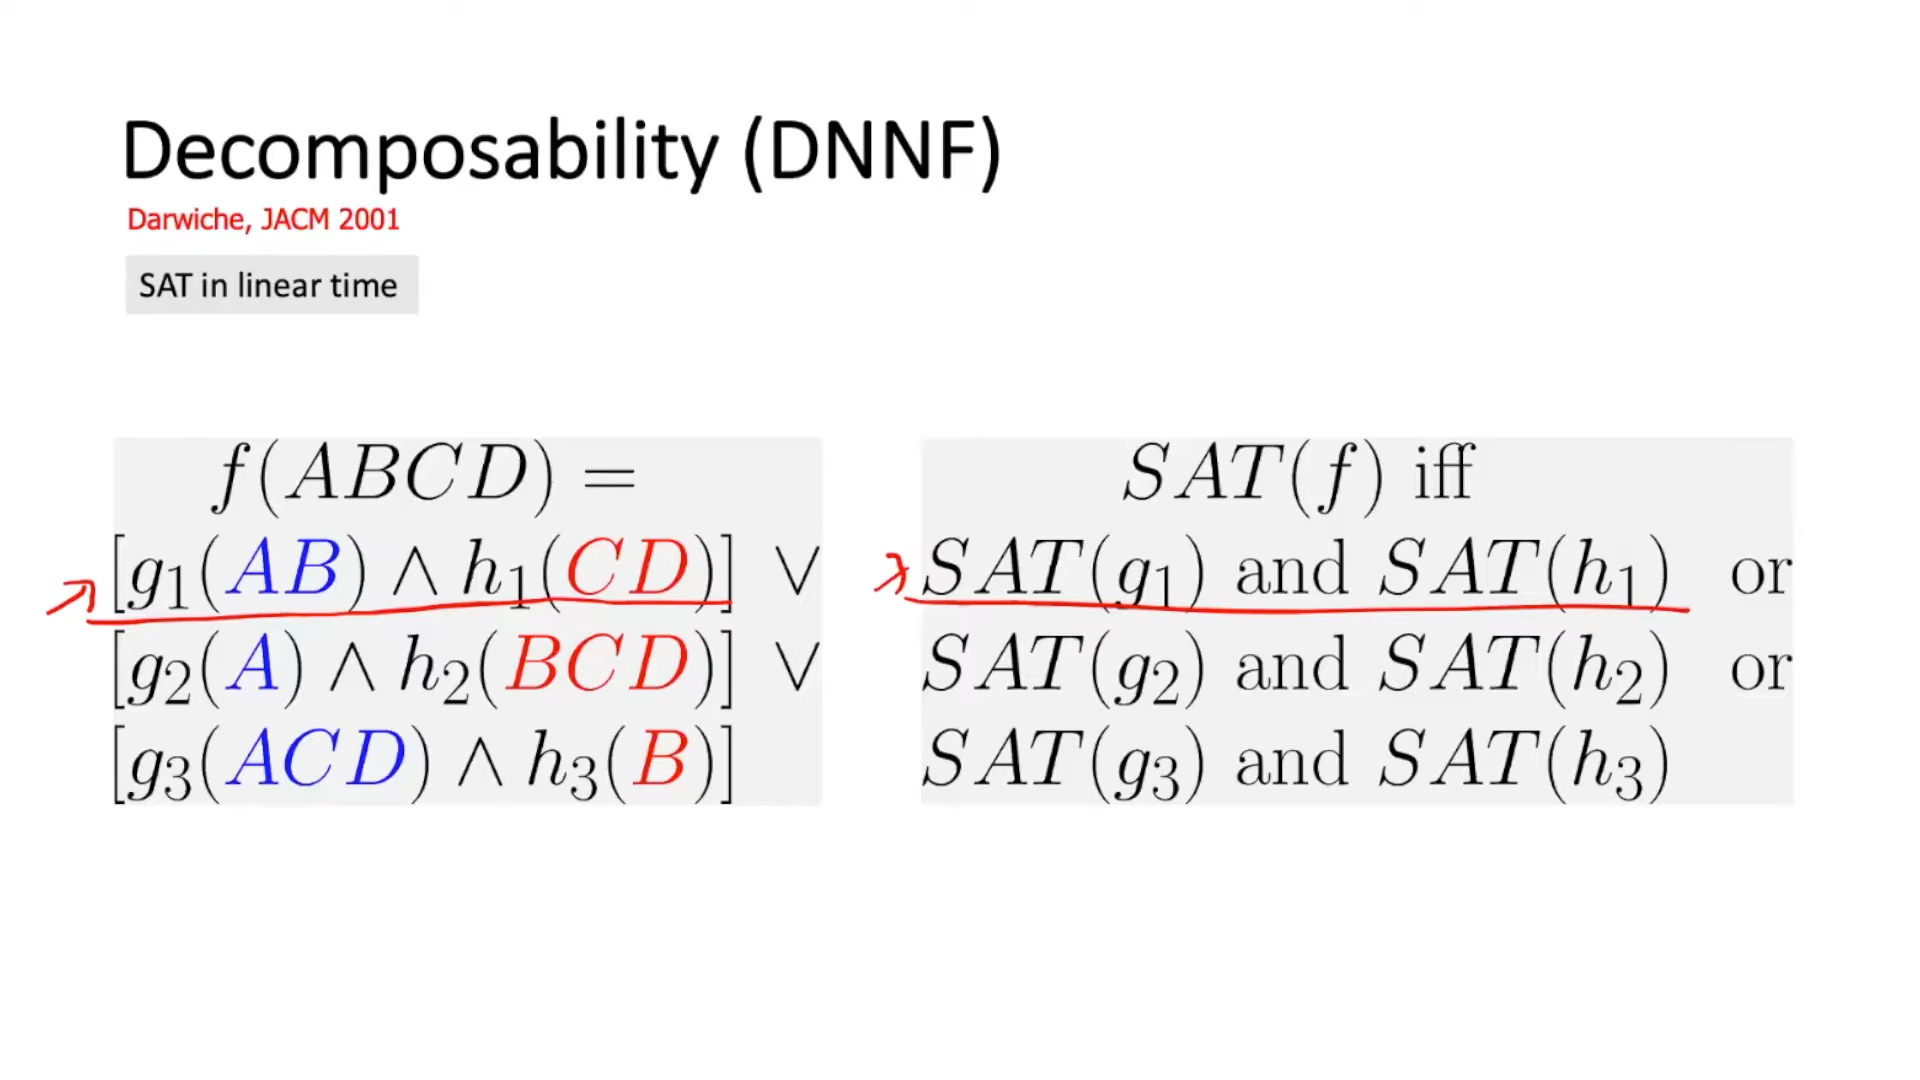 Decomposability (DNNF)
Darwiche, JACM 2001
SAT in linear time
f(ABCD) =
[g₁(AB) ∧ h₁(CD)] ∨
[g₂(A) ∧ h₂(BCD)] ∨
[g₃(ACD) ∧ h₃(B)]
SAT(f) iff
SAT(g₁) and SAT(h₁) or
SAT(g₂) and SAT(h₂) or
SAT(g₃) and SAT(h₃)